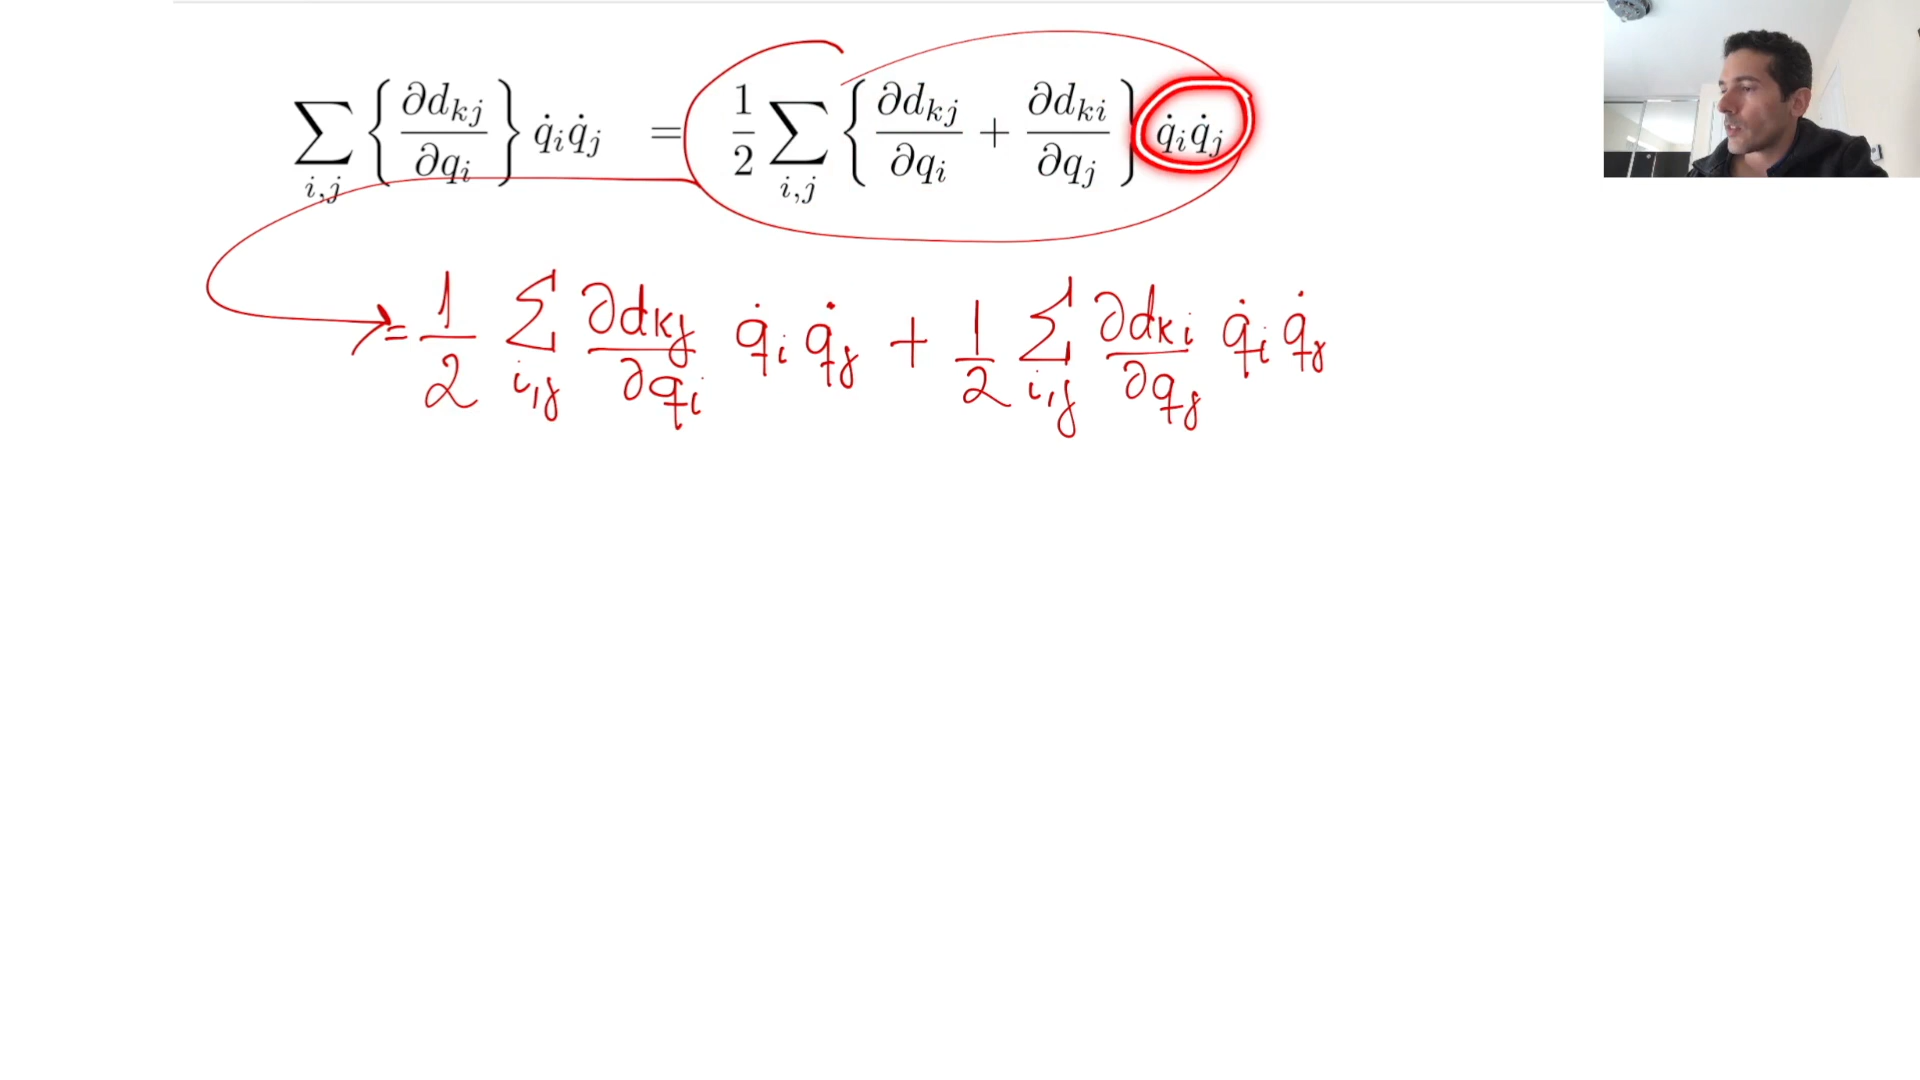 ∑_{i,j} { ∂d_{kj} / ∂q_i } q̇_i q̇_j = 1/2 ∑_{i,j} { ∂d_{kj} / ∂q_i + ∂d_{ki} / ∂q_j } q̇_i q̇_j
= 1/2 ∑_{i,j} ∂d_{kj} / ∂q_i q̇_i q̇_j + 1/2 ∑_{i,j} ∂d_{ki} / ∂q_j q̇_i q̇_j